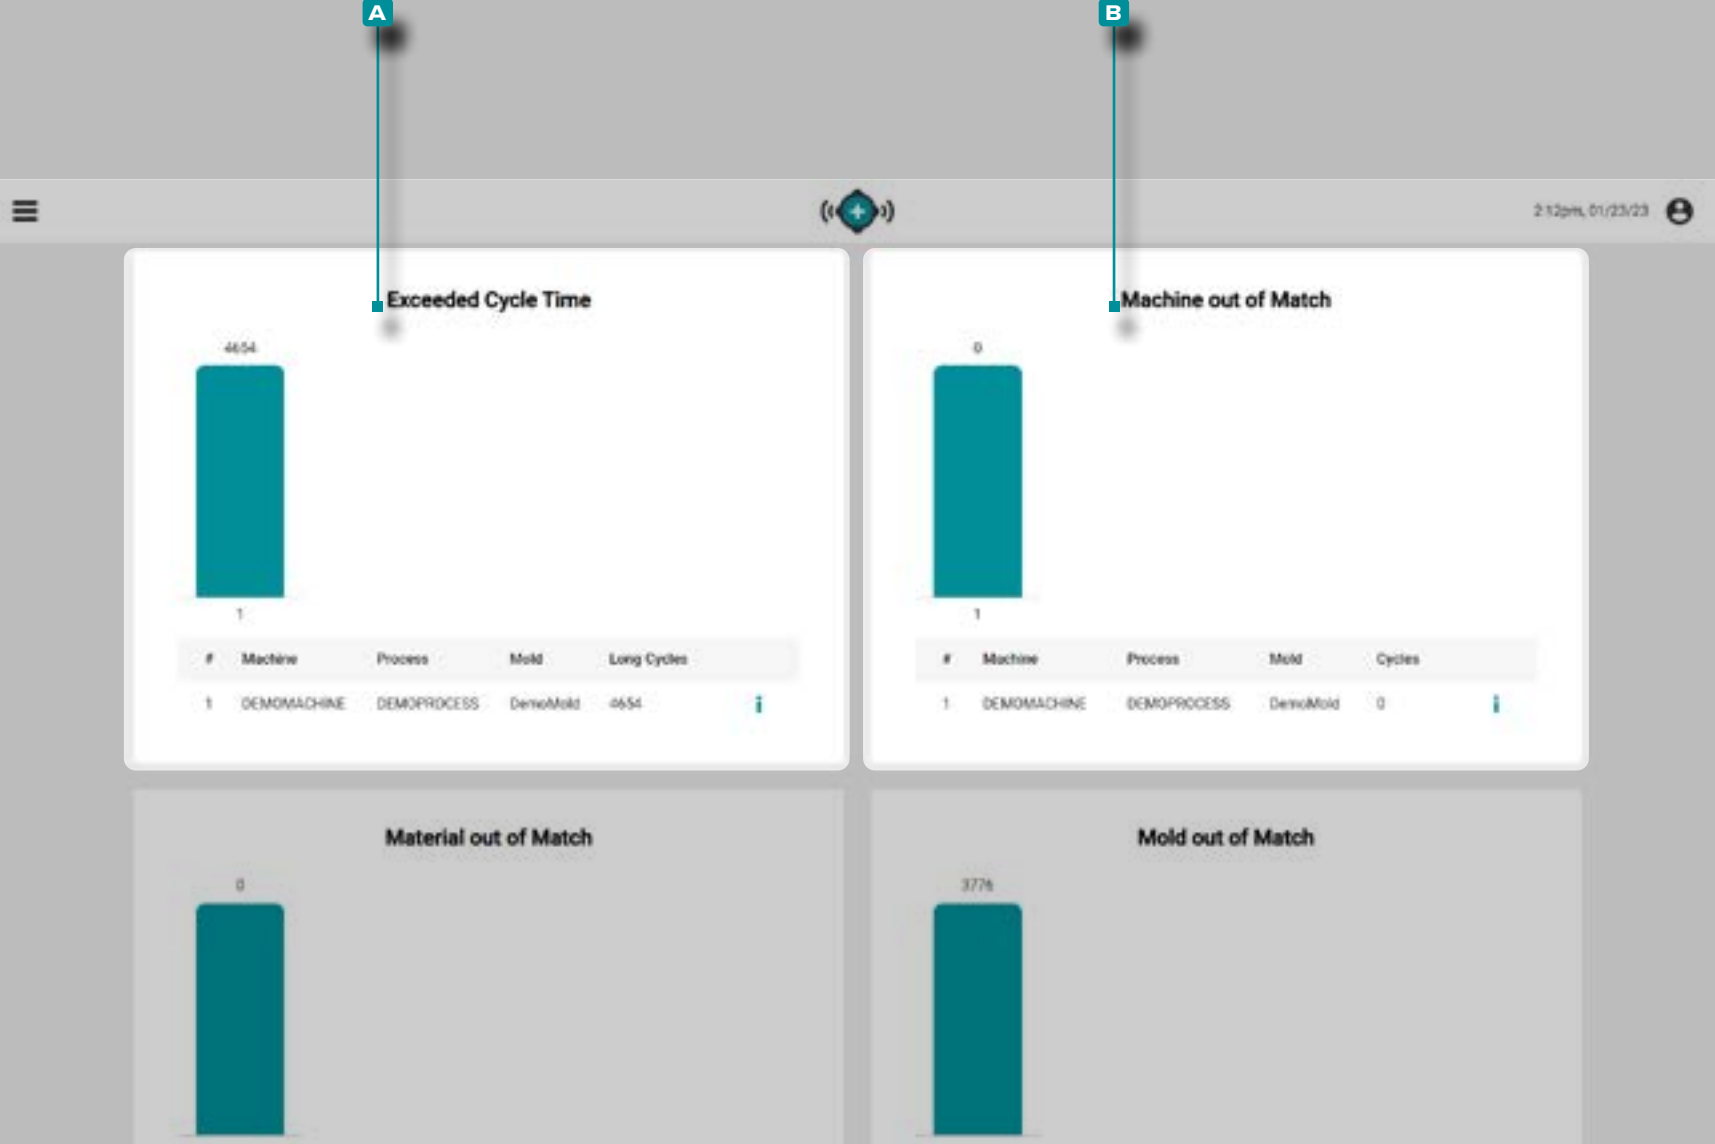 A
B
2:12pm, 01/23/23
Exceeded Cycle Time
4654
1
# Machine Process Mold Long Cycles
1 DEMOMACHINE DEMOPROCESS DemoMold 4654 i
Machine out of Match
0
1
# Machine Process Mold Cycles
1 DEMOMACHINE DEMOPROCESS DemoMold 0 i
Material out of Match
0
Mold out of Match
3776